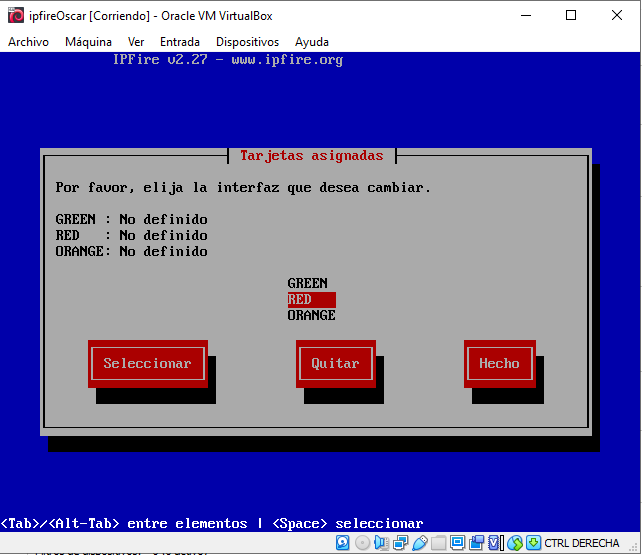 ipfireOscar [Corriendo] - Oracle VM VirtualBox
Archivo Máquina Ver Entrada Dispositivos Ayuda
IPFire v2.27 - www.ipfire.org
Tarjetas asignadas
Por favor, elija la interfaz que desea cambiar.
GREEN : No definido
RED : No definido
ORANGE: No definido
GREEN
RED
ORANGE
Seleccionar Quitar Hecho
<Tab>/<Alt-Tab> entre elementos | <Space> seleccionar
CTRL DERECHA